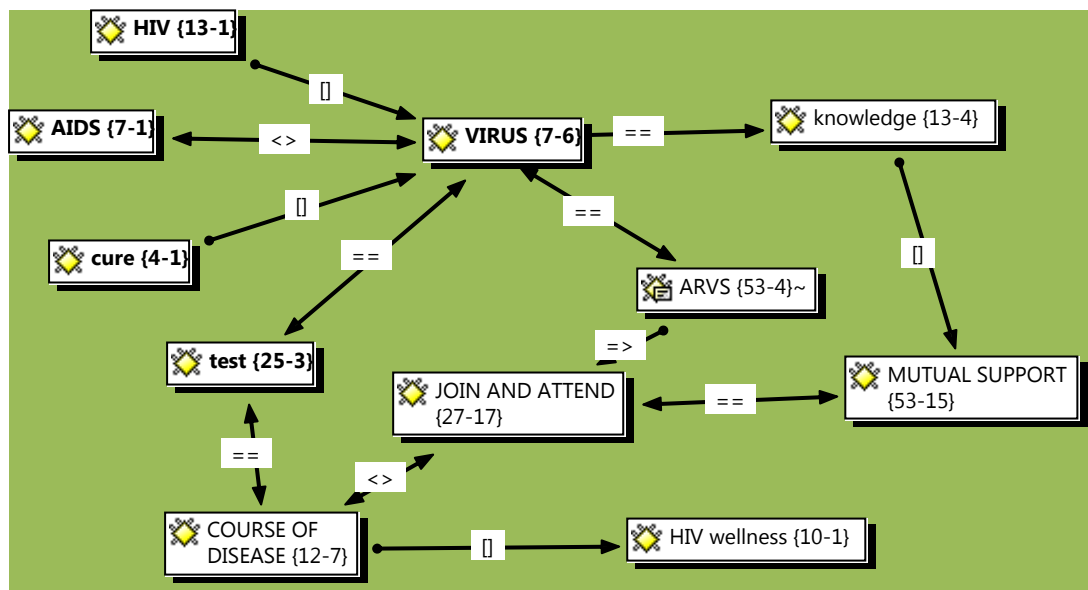 HIV {13-1}
[]
AIDS {7-1}
<>
VIRUS {7-6}
==
knowledge {13-4}
[]
cure {4-1}
==
==
[]
ARVS {53-4}~
test {25-3}
=>
JOIN AND ATTEND
{27-17}
==
MUTUAL SUPPORT
{53-15}
==
<>
COURSE OF
DISEASE {12-7}
[]
HIV wellness {10-1}